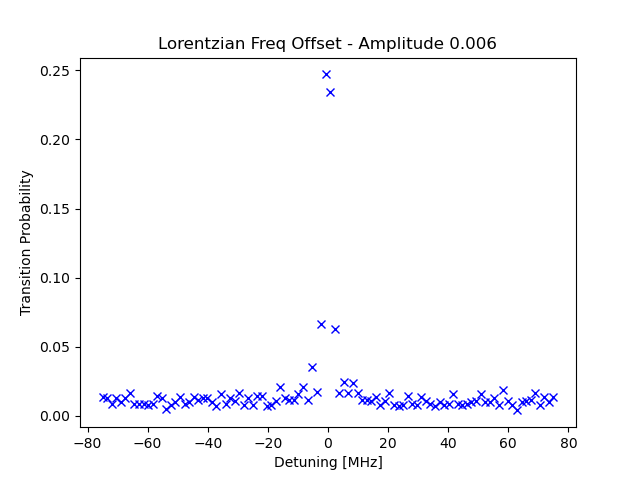 Lorentzian Freq Offset - Amplitude 0.006
Transition Probability
0.25
0.20
0.15
0.10
0.05
0.00
−80 −60 −40 −20 0 20 40 60 80
Detuning [MHz]